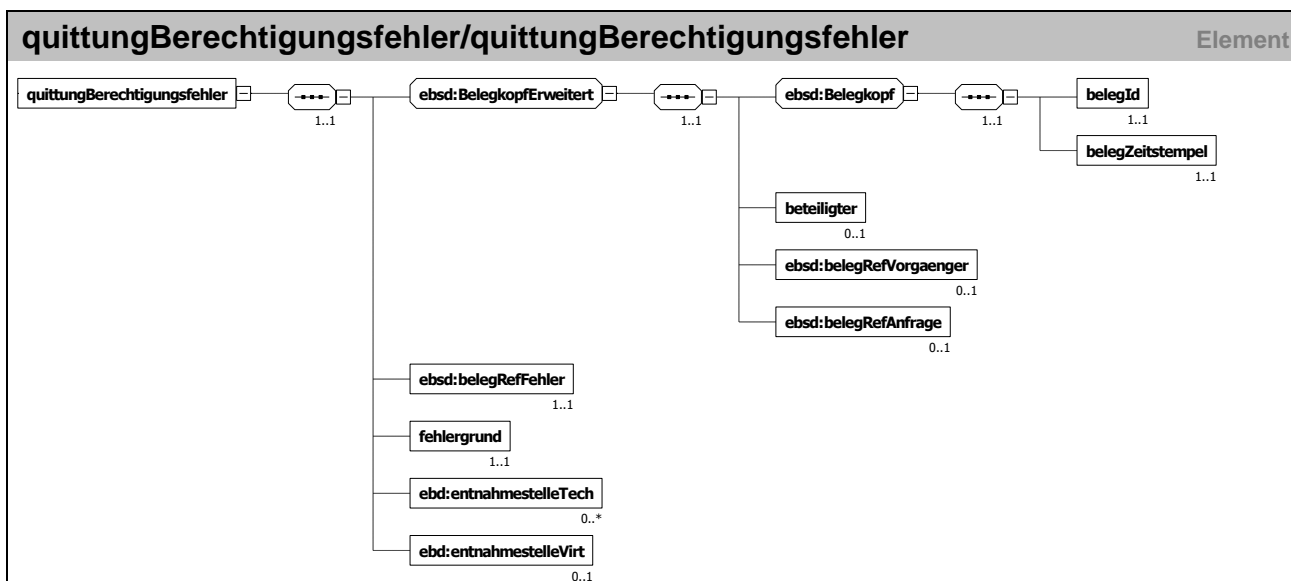 quittungBerechtigungsfehler/quittungBerechtigungsfehler Element
quittungBerechtigungsfehler
1..1
ebsd:BelegkopfErweitert
1..1
ebsd:Belegkopf
1..1
belegId
1..1
belegZeitstempel
1..1
beteiligter
0..1
ebsd:belegRefVorgaenger
0..1
ebsd:belegRefAnfrage
0..1
ebsd:belegRefFehler
1..1
fehlergrund
1..1
ebd:entnahmestelleTech
0..*
ebd:entnahmestelleVirt
0..1